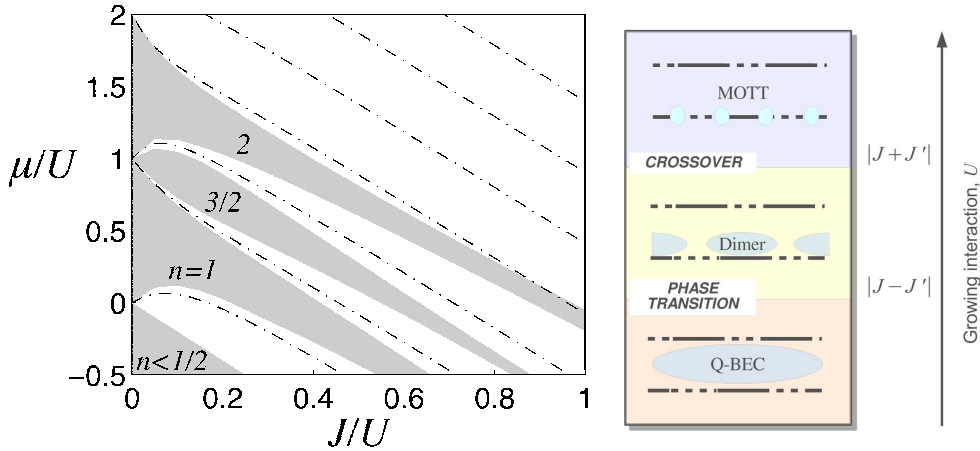 2
1.5
1
0.5
0
−0.5
μ/U
2
3/2
n=1
n<1/2
0
0.2
0.4
0.6
0.8
1
J/U
MOTT
CROSSOVER
|J+J′|
Dimer
PHASE
TRANSITION
|J−J′|
Q-BEC
Growing interaction, U